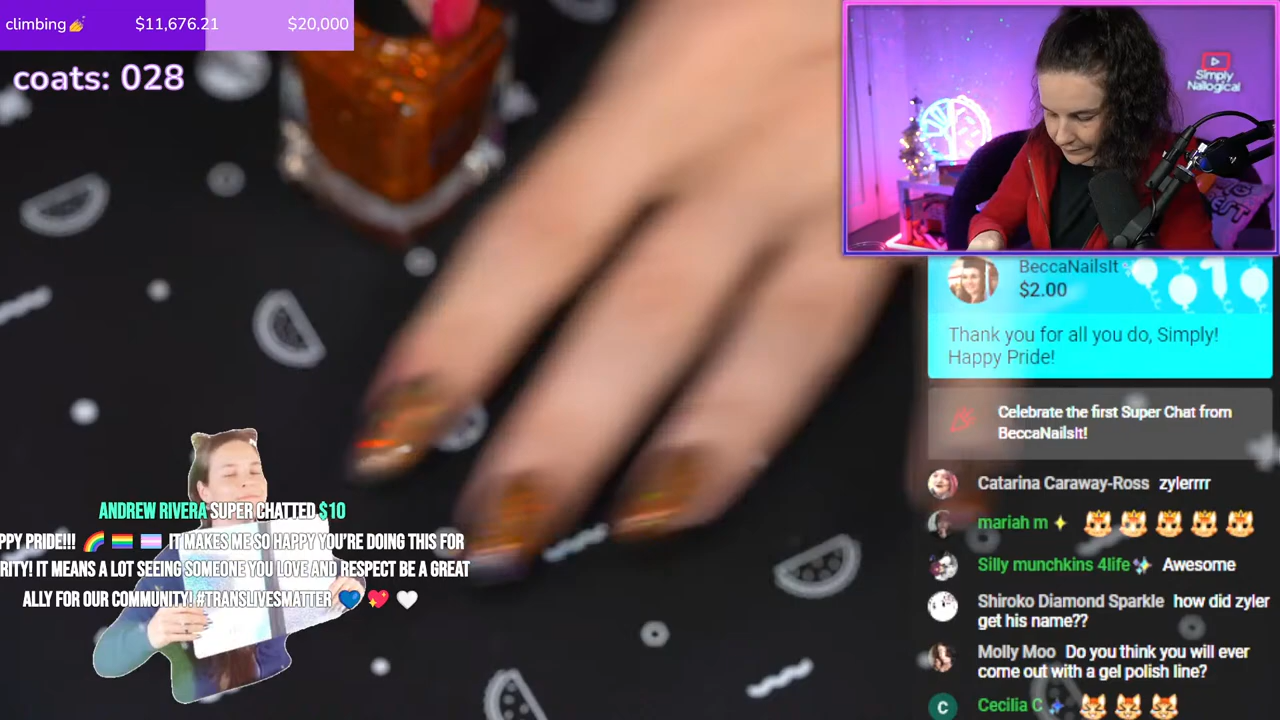 climbing💅 $11,676.21 $20,000
coats: 028
Simply
Nailogical
BeccaNailsIt
$2.00
Thank you for all you do, Simply!
Happy Pride!
Celebrate the first Super Chat from
BeccaNailsIt!
Catarina Caraway-Ross zylerrrr
mariah m
Silly munchkins 4life Awesome
Shiroko Diamond Sparkle how did zyler
get his name??
Molly Moo Do you think you will ever
come out with a gel polish line?
C Cecilia C
ANDREW RIVERA SUPER CHATTED $10
PPY PRIDE!!! 🌈 IT MAKES ME SO HAPPY YOU'RE DOING THIS FOR
RITY! IT MEANS A LOT SEEING SOMEONE YOU LOVE AND RESPECT BE A GREAT
ALLY FOR OUR COMMUNITY! #TRANSLIVESMATTER 💙 💖 🤍